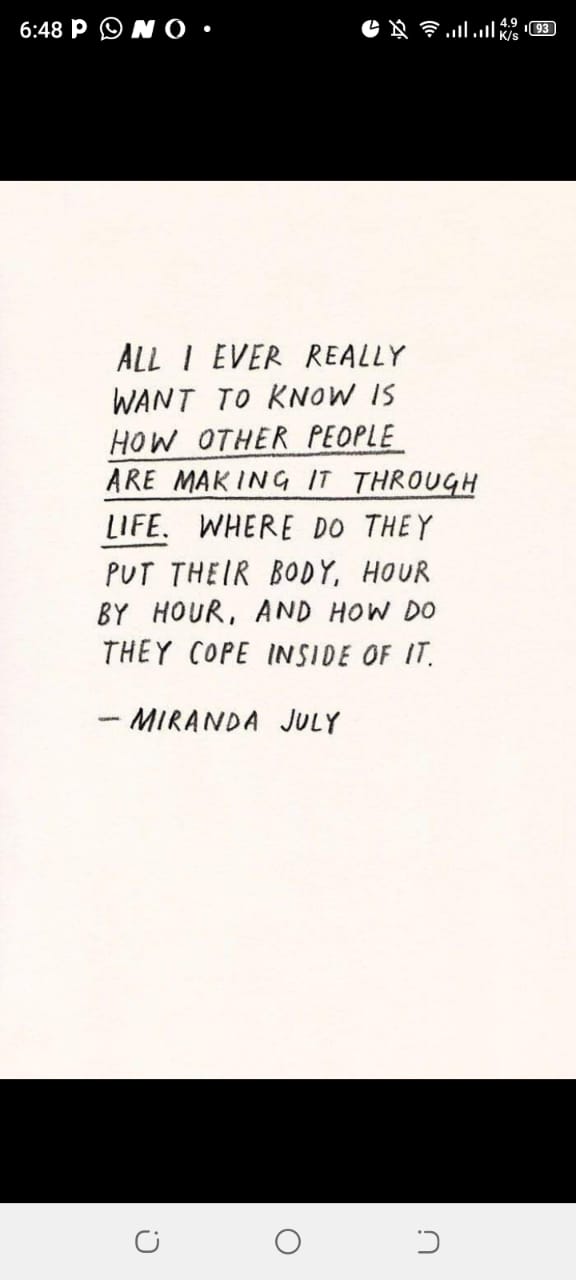 6:48 P N O
4.9
K/s 93
ALL I EVER REALLY
WANT TO KNOW IS
HOW OTHER PEOPLE
ARE MAKING IT THROUGH
LIFE. WHERE DO THEY
PUT THEIR BODY, HOUR
BY HOUR, AND HOW DO
THEY COPE INSIDE OF IT.
— MIRANDA JULY